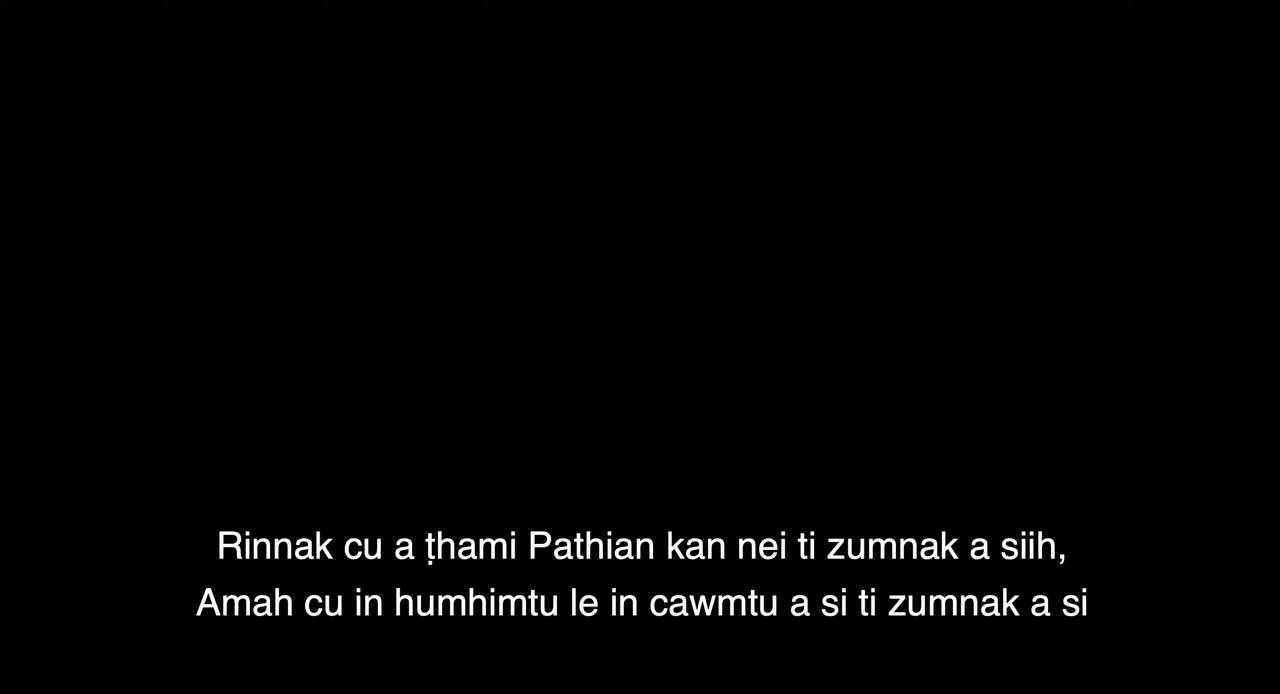 Rinnak cu a ṭhami Pathian kan nei ti zumnak a siih,
Amah cu in humhimtu le in cawmtu a si ti zumnak a si